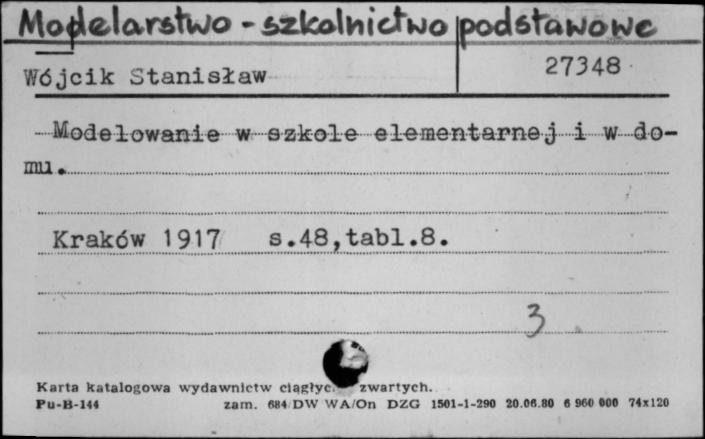 Modelarstwo - szkolnictwo podstawowe
Wójcik Stanisław
27348
Modelowanie w szkole elementarnej i w do-
mu.
Kraków 1917 s.48,tabl.8.
3
Karta katalogowa wydawnictw zwartych.
Pu-B-144 zam. 684/DW WA/On DZG 1501-1-290 20.06.80 6 960 000 74x120